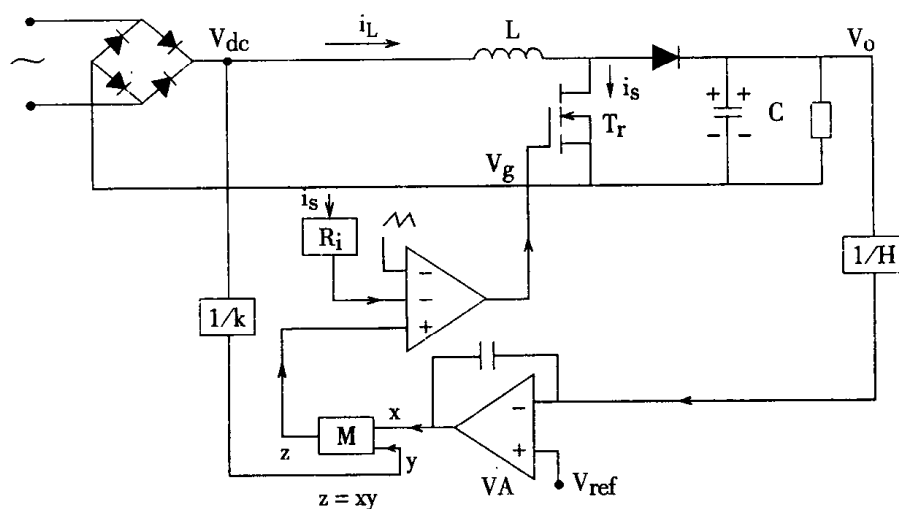 V_dc
i_L
L
V_o
i_s
T_r
+ +
- -
C
V_g
i_s
R_i
1/H
-
-
+
1/k
x
M
z
y
z = xy
-
+
VA
V_ref